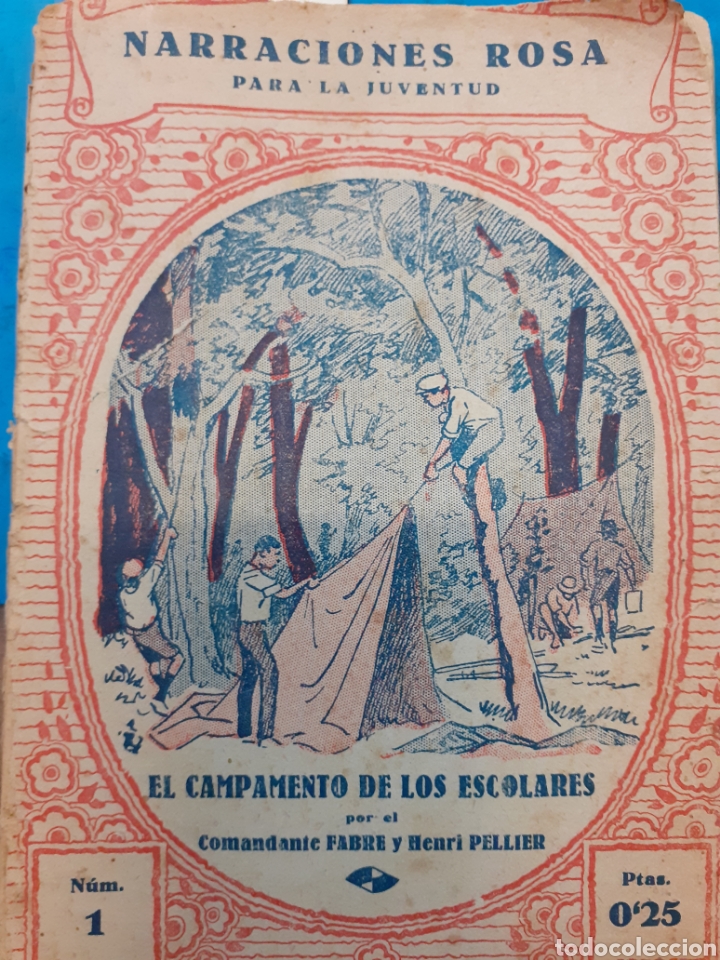 NARRACIONES ROSA
PARA LA JUVENTUD
EL CAMPAMENTO DE LOS ESCOLARES
por el
Comandante FABRE y Henri PELLIER
Núm.
1
Ptas.
0'25
todocoleccion